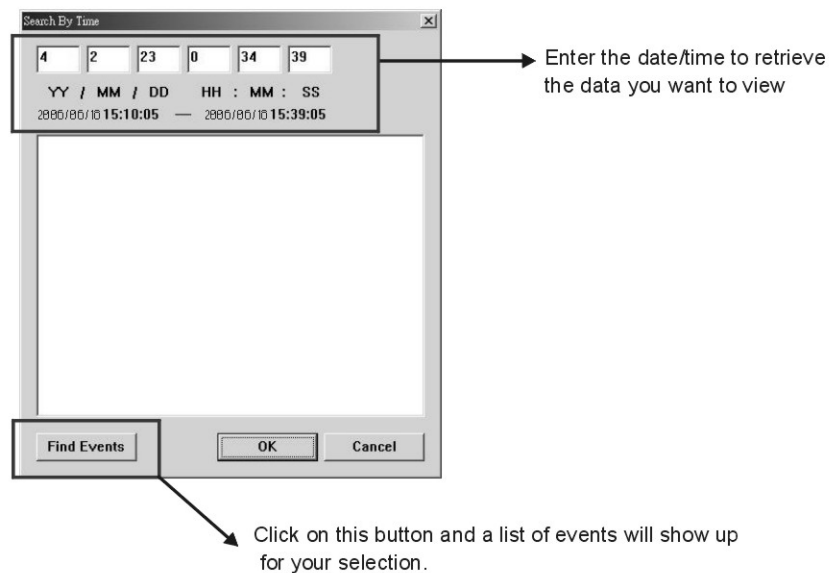 Search By Time
4 2 23 0 34 39
YY / MM / DD HH : MM : SS
2006/06/16 15:10:05 — 2006/06/16 15:39:05
Find Events OK Cancel
Enter the date/time to retrieve
the data you want to view
Click on this button and a list of events will show up
for your selection.